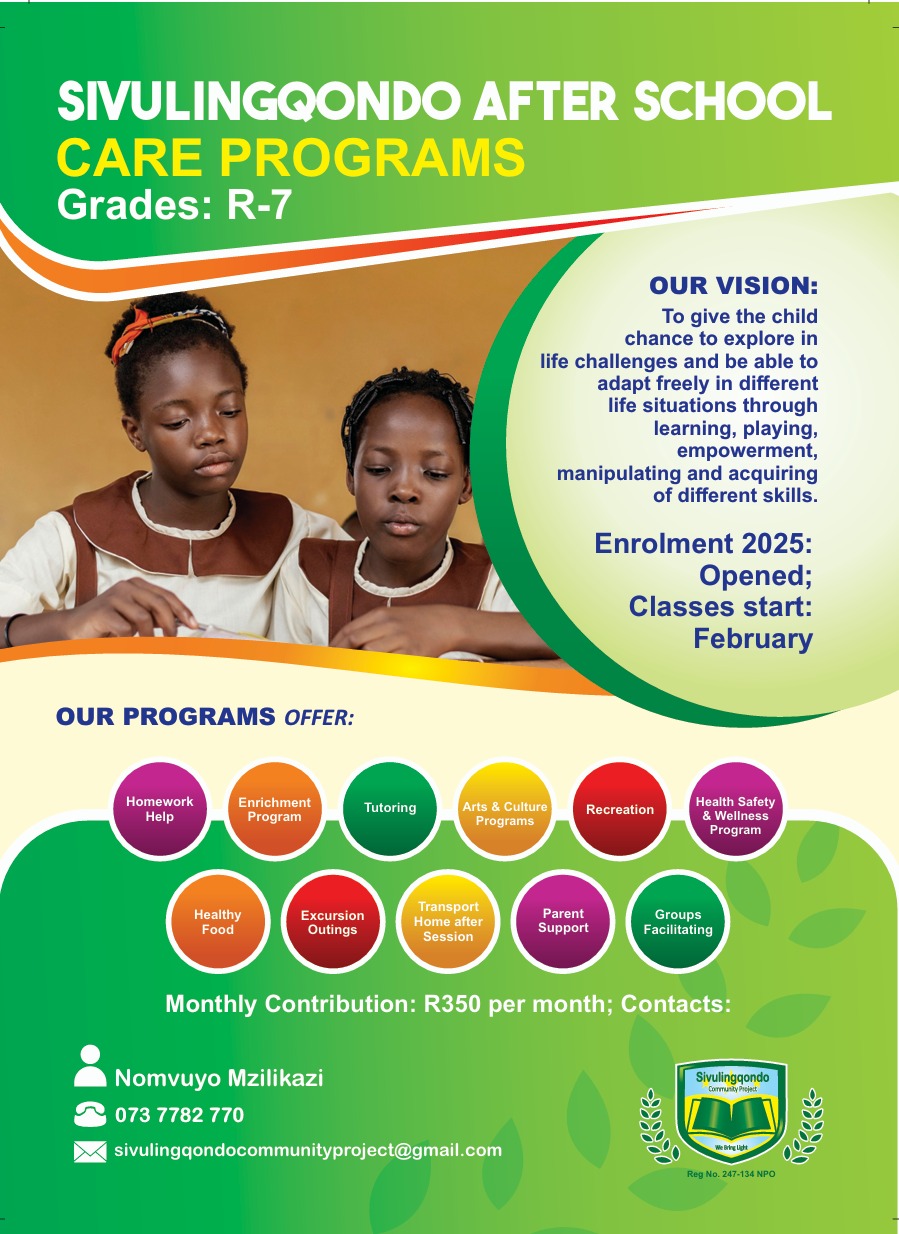 SIVULINGQONDO AFTER SCHOOL
CARE PROGRAMS
Grades: R-7
OUR VISION:
To give the child
chance to explore in
life challenges and be able to
adapt freely in different
life situations through
learning, playing,
empowerment,
manipulating and acquiring
of different skills.
Enrolment 2025:
Opened;
Classes start:
February
OUR PROGRAMS OFFER:
Homework
Help
Enrichment
Program
Tutoring
Arts & Culture
Programs
Recreation
Health Safety
& Wellness
Program
Healthy
Food
Excursion
Outings
Transport
Home after
Session
Parent
Support
Groups
Facilitating
Monthly Contribution: R350 per month; Contacts:
Nomvuyo Mzilikazi
073 7782 770
sivulingqondocommunityproject@gmail.com
Sivulingqondo
Community Project
We Bring Light
Reg No. 247-134 NPO